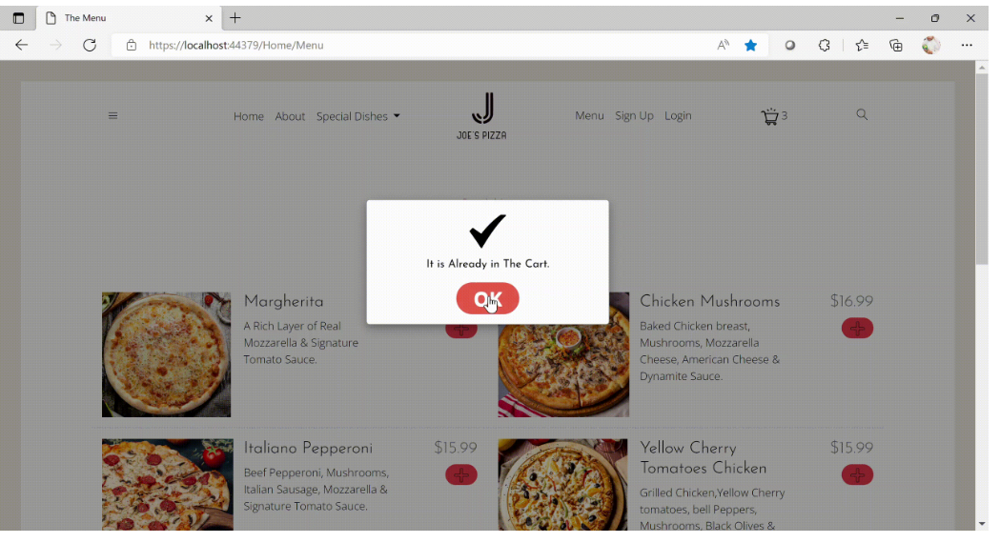 The Menu
https://localhost:44379/Home/Menu
Home About Special Dishes
JOE'S PIZZA
Menu Sign Up Login
3
It is Already in The Cart.
OK
Margherita
A Rich Layer of Real
Mozzarella & Signature
Tomato Sauce.
Chicken Mushrooms
$16.99
Baked Chicken breast,
Mushrooms, Mozzarella
Cheese, American Cheese &
Dynamite Sauce.
Italiano Pepperoni
$15.99
Beef Pepperoni, Mushrooms,
Italian Sausage, Mozzarella &
Signature Tomato Sauce.
Yellow Cherry
Tomatoes Chicken
$15.99
Grilled Chicken,Yellow Cherry
tomatoes, bell Peppers,
Mushrooms, Black Olives &